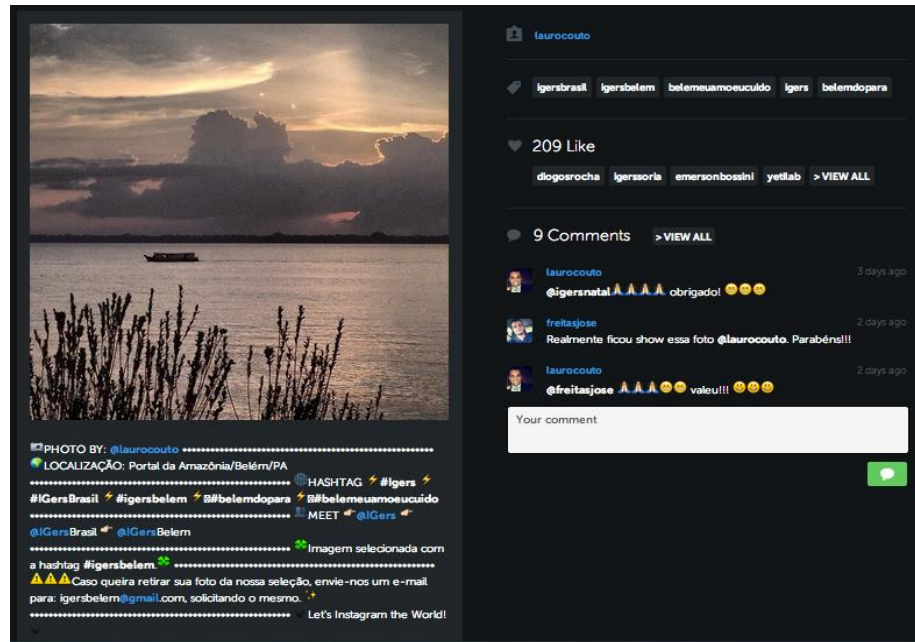 PHOTO BY: @laurocouto ••••••••••••••••••••••••••••••••••••••••••••••••••
LOCALIZAÇÃO: Portal da Amazônia/Belém/PA
•••••••••••••••••••••••••••••••••••••••••••••••••••• HASHTAG ⚡#Igers ⚡
#IGersBrasil ⚡#igersbelem ⚡#belemdopara ⚡#belemeuamoeucuido
•••••••••••••••••••••••••••••••••••••••••••••••••••• MEET @IGers
@IGersBrasil @IGersBelem
•••••••••••••••••••••••••••••••••••••••••••••••••••• 🍀Imagem selecionada com
a hashtag #igersbelem.🍀 ••••••••••••••••••••••••••••••••••••••••••••••••••••
⚠⚠⚠Caso queira retirar sua foto da nossa seleção, envie-nos um e-mail
para: igersbelem@gmail.com, solicitando o mesmo. ✨
•••••••••••••••••••••••••••••••••••••••••••••••••••• Let's Instagram the World!
laurocouto
igersbrasil igersbelem belemeuamoeucuido igers belemdopara
209 Like
diogosrocha igerssoria emersonbossini yetilab > VIEW ALL
9 Comments > VIEW ALL
laurocouto 3 days ago
@igersnatal🙏🙏🙏🙏 obrigado! 😁😁😁
freitasjose 2 days ago
Realmente ficou show essa foto @laurocouto. Parabéns!!!
laurocouto 2 days ago
@freitasjose 🙏🙏🙏😁😁 valeu!!! 😃😃😃
Your comment